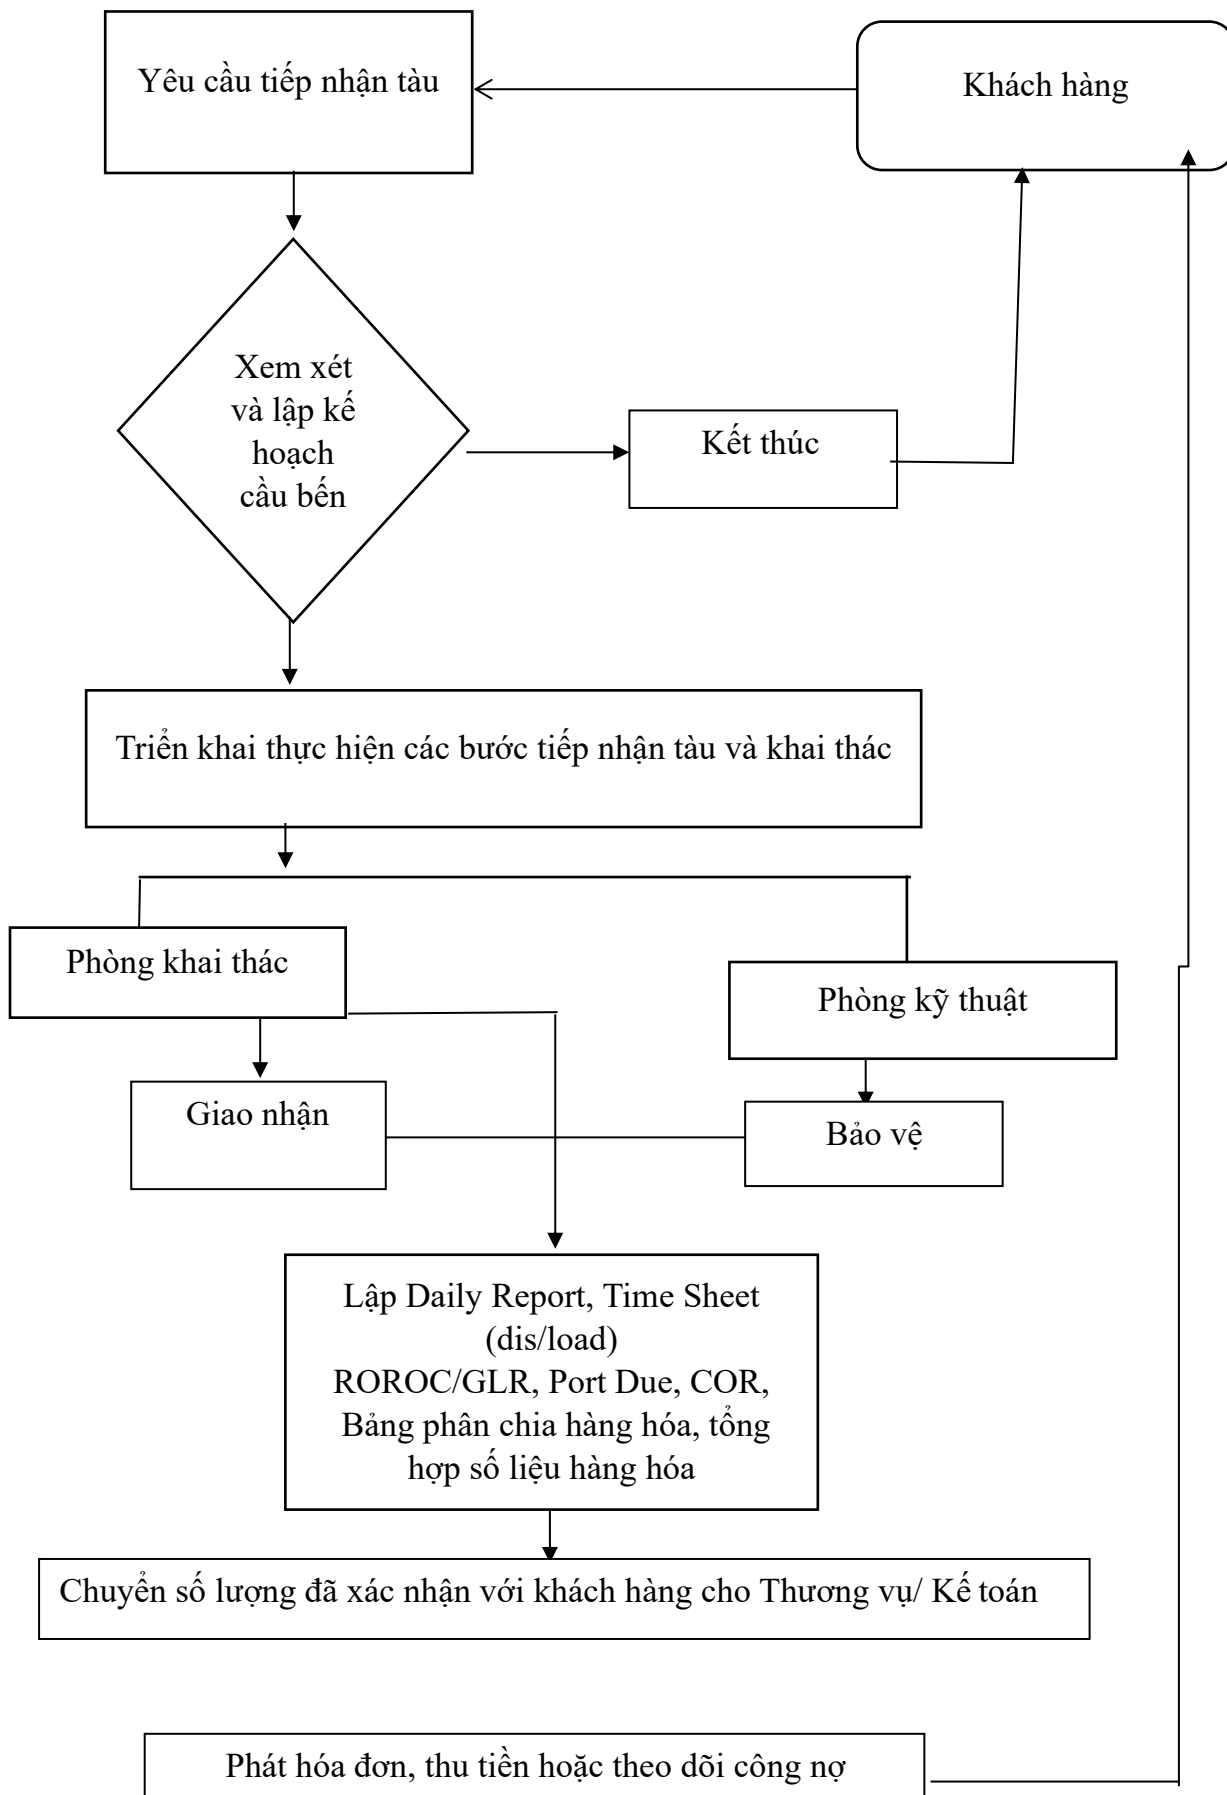 Yêu cầu tiếp nhận tàu
Khách hàng
Xem xét
và lập kế
hoạch
cầu bến
Kết thúc
Triển khai thực hiện các bước tiếp nhận tàu và khai thác
Phòng khai thác
Phòng kỹ thuật
Giao nhận
Bảo vệ
Lập Daily Report, Time Sheet
(dis/load)
ROROC/GLR, Port Due, COR,
Bảng phân chia hàng hóa, tổng
hợp số liệu hàng hóa
Chuyển số lượng đã xác nhận với khách hàng cho Thương vụ/ Kế toán
Phát hóa đơn, thu tiền hoặc theo dõi công nợ